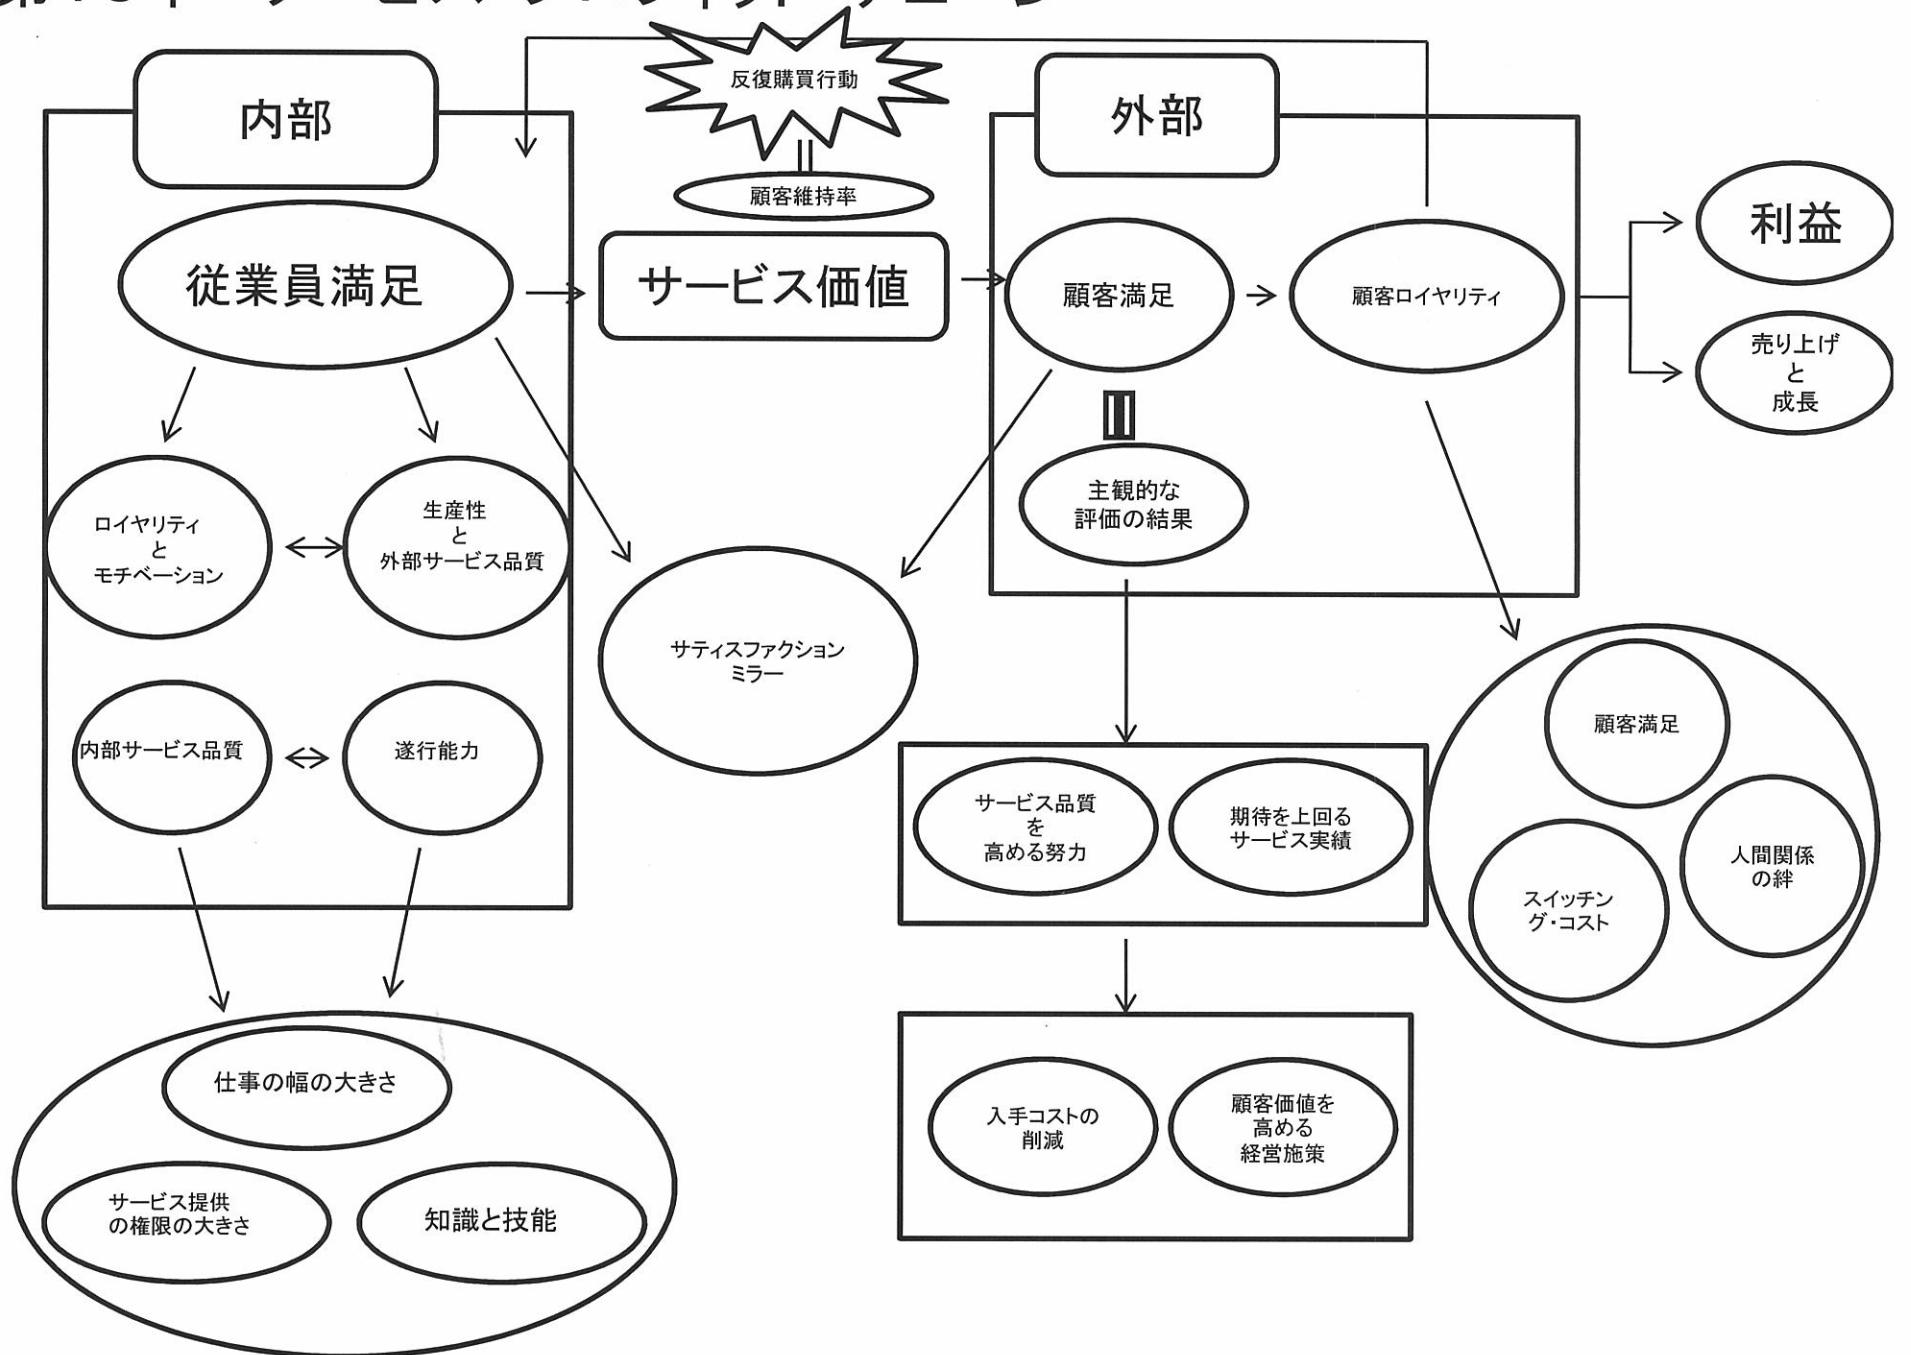 反復購買行動
内部
外部
顧客維持率
利益
従業員満足
サービス価値
顧客満足
顧客ロイヤリティ
売り上げ
と
成長
主観的な
評価の結果
ロイヤリティ
と
モチベーション
生産性
と
外部サービス品質
サティスファクション
ミラー
内部サービス品質
遂行能力
サービス品質
を
高める努力
期待を上回る
サービス実績
顧客満足
人間関係
の絆
スイッチン
グ・コスト
仕事の幅の大きさ
サービス提供
の権限の大きさ
知識と技能
入手コストの
削減
顧客価値を
高める
経営施策